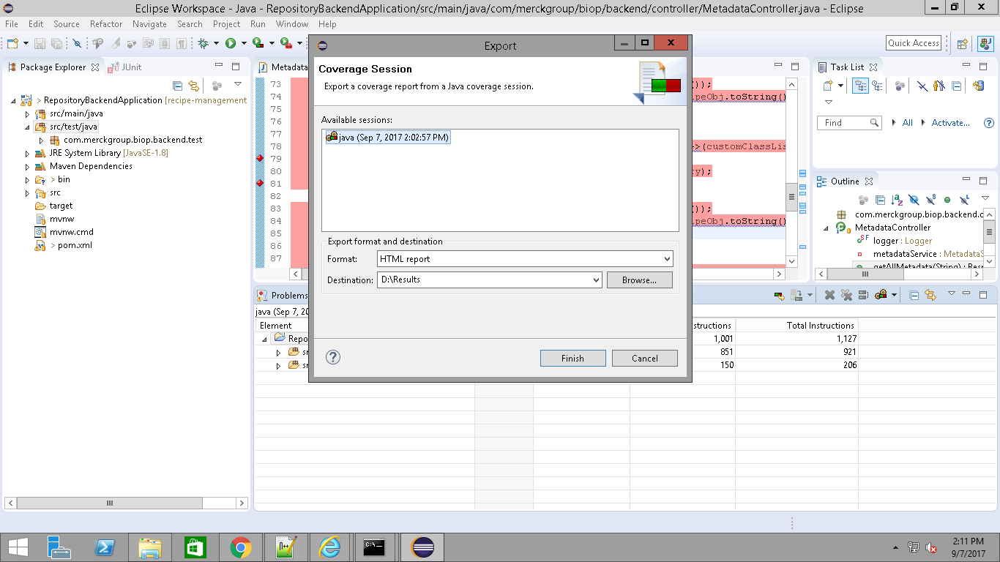 Eclipse Workspace - Java - RepositoryBackendApplication/src/main/java/com/merckgroup/biop/backend/controller/MetadataController.java - Eclipse
File Edit Source Refactor Navigate Search Project Run Window Help
Quick Access
Package Explorer JUnit
> RepositoryBackendApplication [recipe-management
src/main/java
src/test/java
com.merckgroup.biop.backend.test
JRE System Library [JavaSE-1.8]
Maven Dependencies
> bin
src
target
mvnw
mvnw.cmd
> pom.xml
Metadata
73 ());
74 ipeObj.toString()
75
76
77
78 >(customClassLis
79
80 y);
81
82
83 ());
84 ipeObj.toString()
85
86
87
Export
Coverage Session
Export a coverage report from a Java coverage session.
Available sessions:
java (Sep 7, 2017 2:02:57 PM)
Export format and destination
Format: HTML report
Destination: D:\Results Browse...
Finish Cancel
Task List
Find All Activate...
Outline
com.merckgroup.biop.backend.c
MetadataController
logger : Logger
metadataService : MetadataS
getAllMetadata(String) : Resp
Problems
java (Sep 7, 20
Element structions Total Instructions
Repo 1,001 1,127
sr 851 921
sr 150 206
2:11 PM
9/7/2017